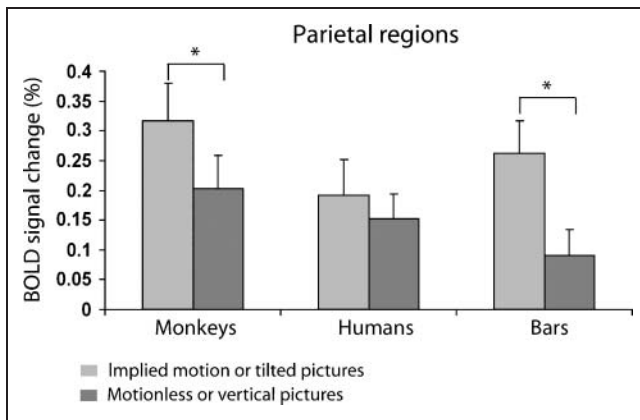 Parietal regions
*
*
BOLD signal change (%)
0.4
0.35
0.3
0.25
0.2
0.15
0.1
0.05
0
Monkeys Humans Bars
Implied motion or tilted pictures
Motionless or vertical pictures